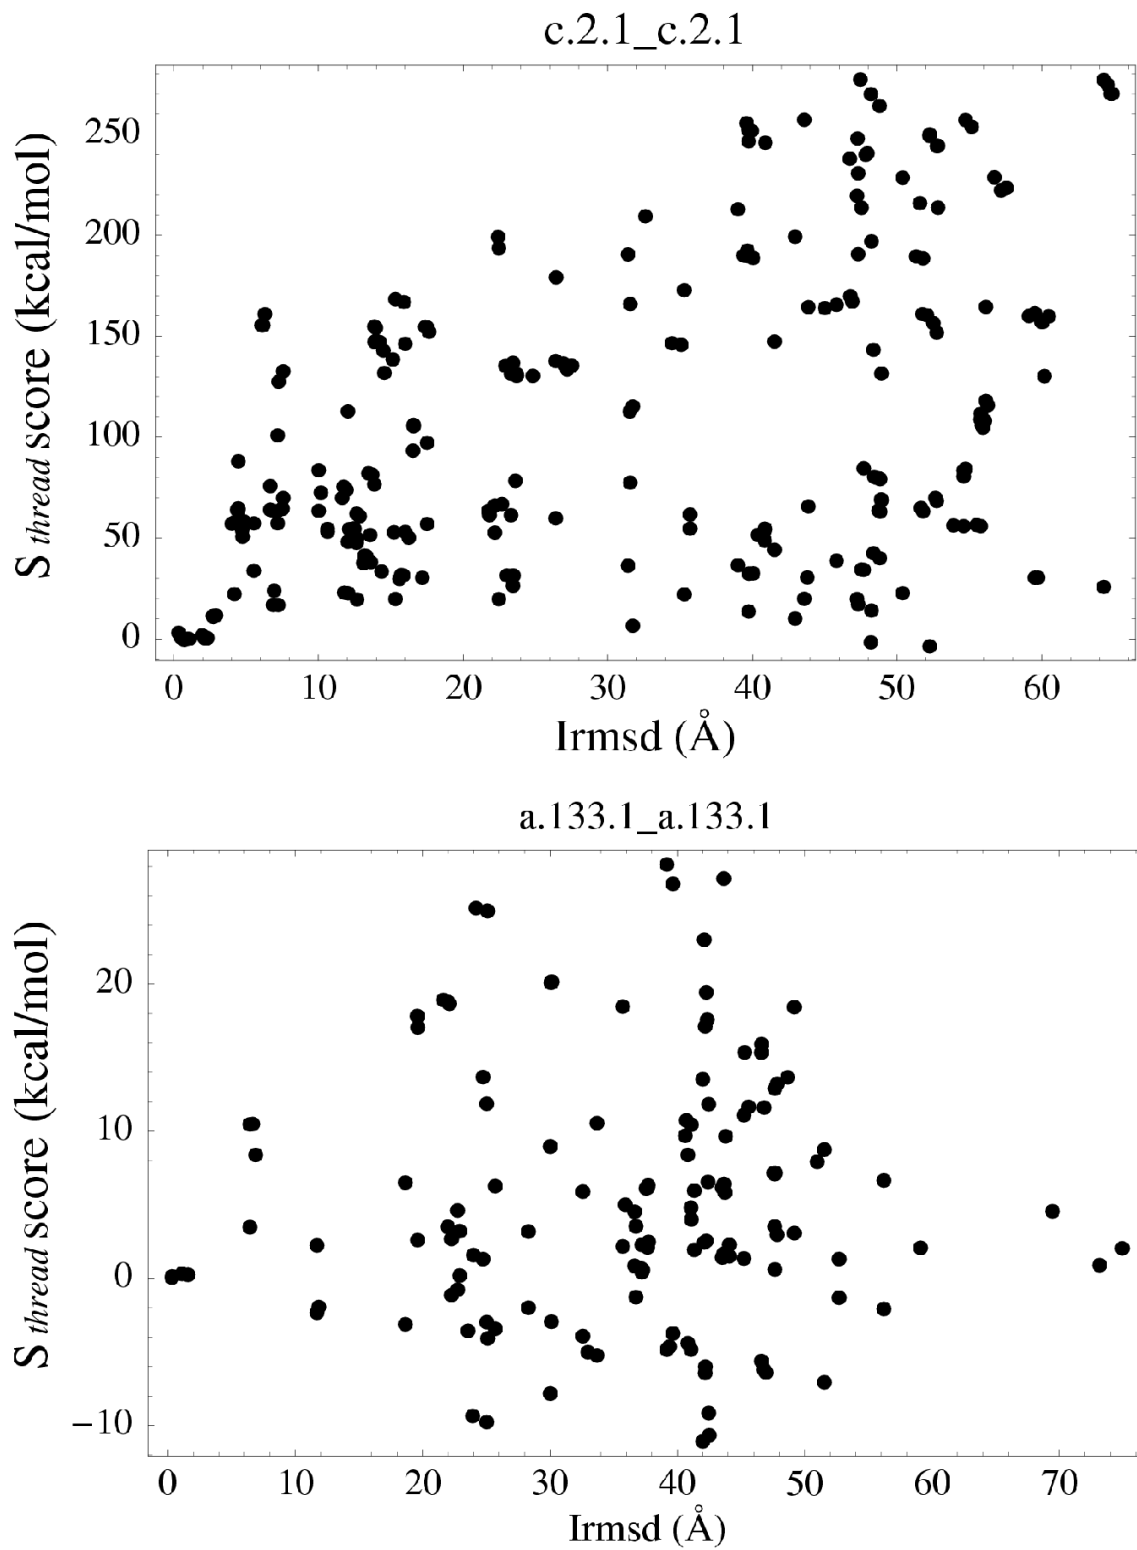 c.2.1_c.2.1
S thread score (kcal/mol)
250
200
150
100
50
0
0 10 20 30 40 50 60
Irmsd (Å)
a.133.1_a.133.1
S thread score (kcal/mol)
20
10
0
−10
0 10 20 30 40 50 60 70
Irmsd (Å)